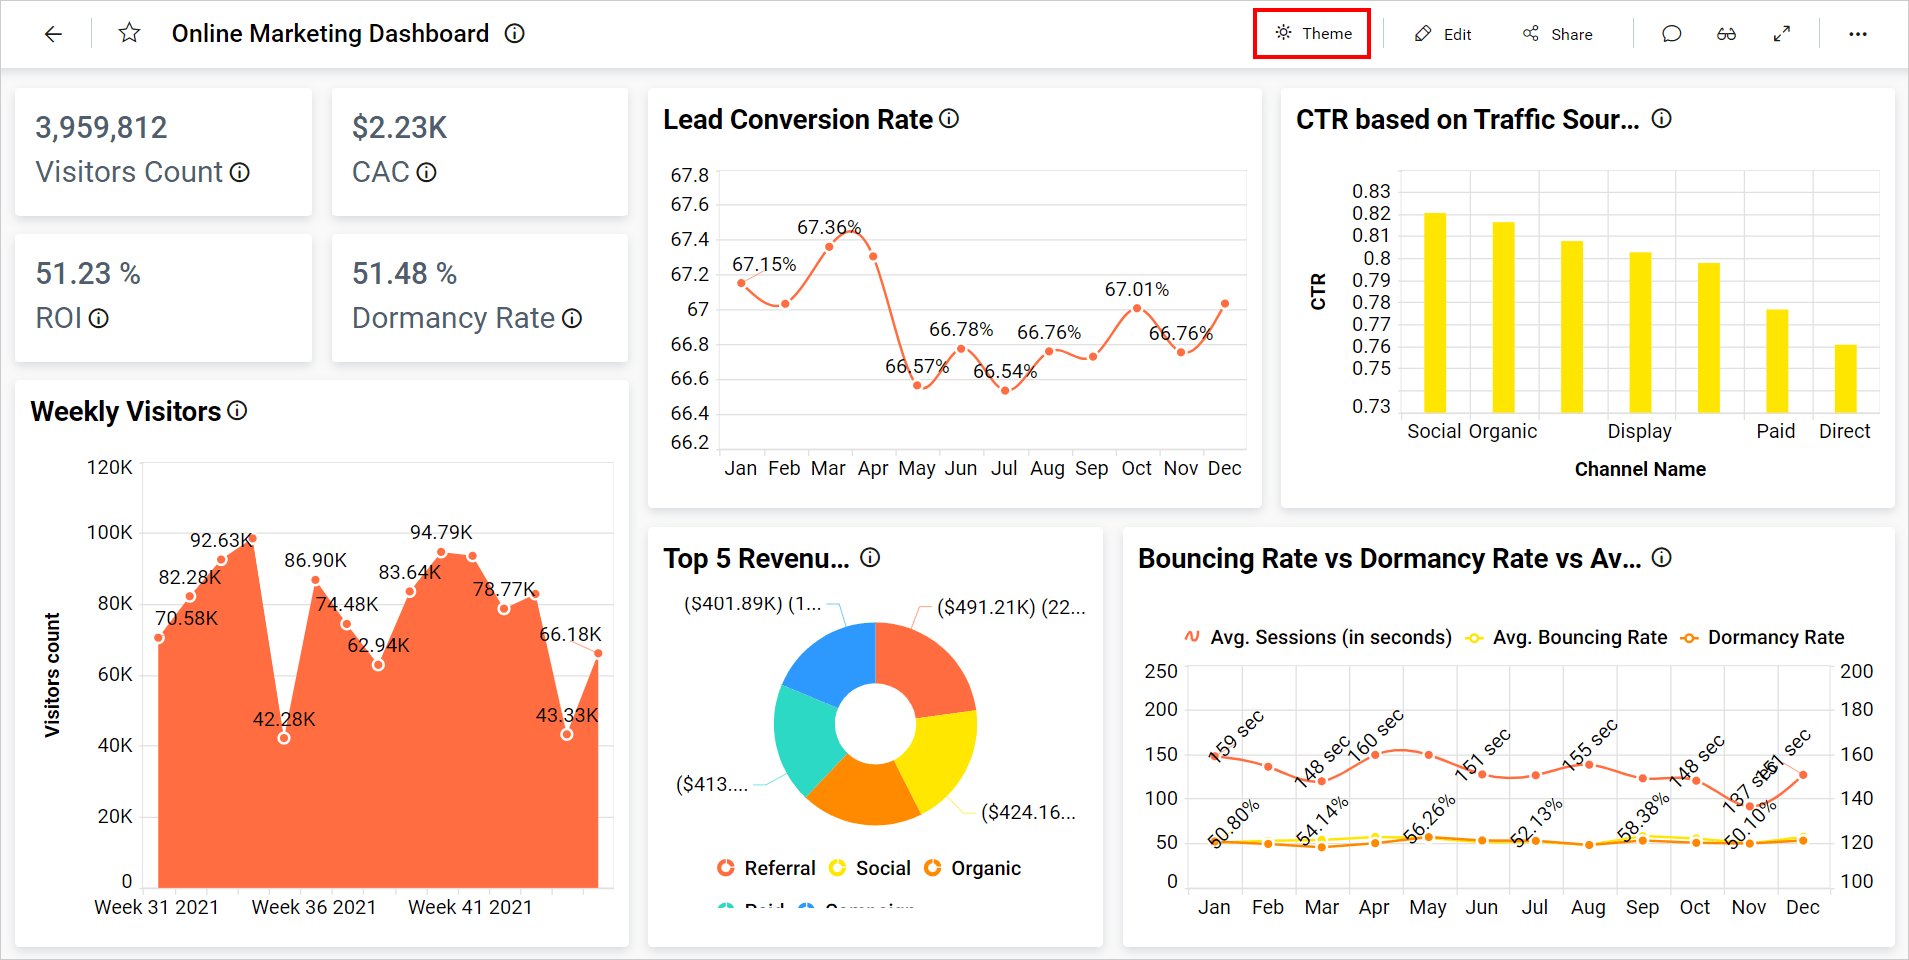 Online Marketing Dashboard
Theme
Edit
Share
3,959,812
Visitors Count
$2.23K
CAC
51.23 %
ROI
51.48 %
Dormancy Rate
Weekly Visitors
120K
100K
80K
60K
40K
20K
0
Visitors count
70.58K
82.28K
92.63K
42.28K
86.90K
74.48K
62.94K
83.64K
94.79K
78.77K
43.33K
66.18K
Week 31 2021
Week 36 2021
Week 41 2021
Lead Conversion Rate
67.8
67.6
67.4
67.2
67
66.8
66.6
66.4
66.2
67.15%
67.36%
66.57%
66.78%
66.54%
66.76%
67.01%
66.76%
Jan Feb Mar Apr May Jun Jul Aug Sep Oct Nov Dec
CTR based on Traffic Sour...
0.83
0.82
0.81
0.8
0.79
0.78
0.77
0.76
0.75
0.73
CTR
Social Organic Display Paid Direct
Channel Name
Top 5 Revenu...
($401.89K) (1...
($491.21K) (22...
($413....
($424.16...
Referral
Social
Organic
Paid
Campaign
Bouncing Rate vs Dormancy Rate vs Av...
Avg. Sessions (in seconds)
Avg. Bouncing Rate
Dormancy Rate
250
200
150
100
50
0
200
180
160
140
120
100
159 sec
148 sec
160 sec
151 sec
155 sec
148 sec
137 sec
151 sec
50.80%
54.14%
56.26%
52.13%
58.38%
50.10%
Jan Feb Mar Apr May Jun Jul Aug Sep Oct Nov Dec